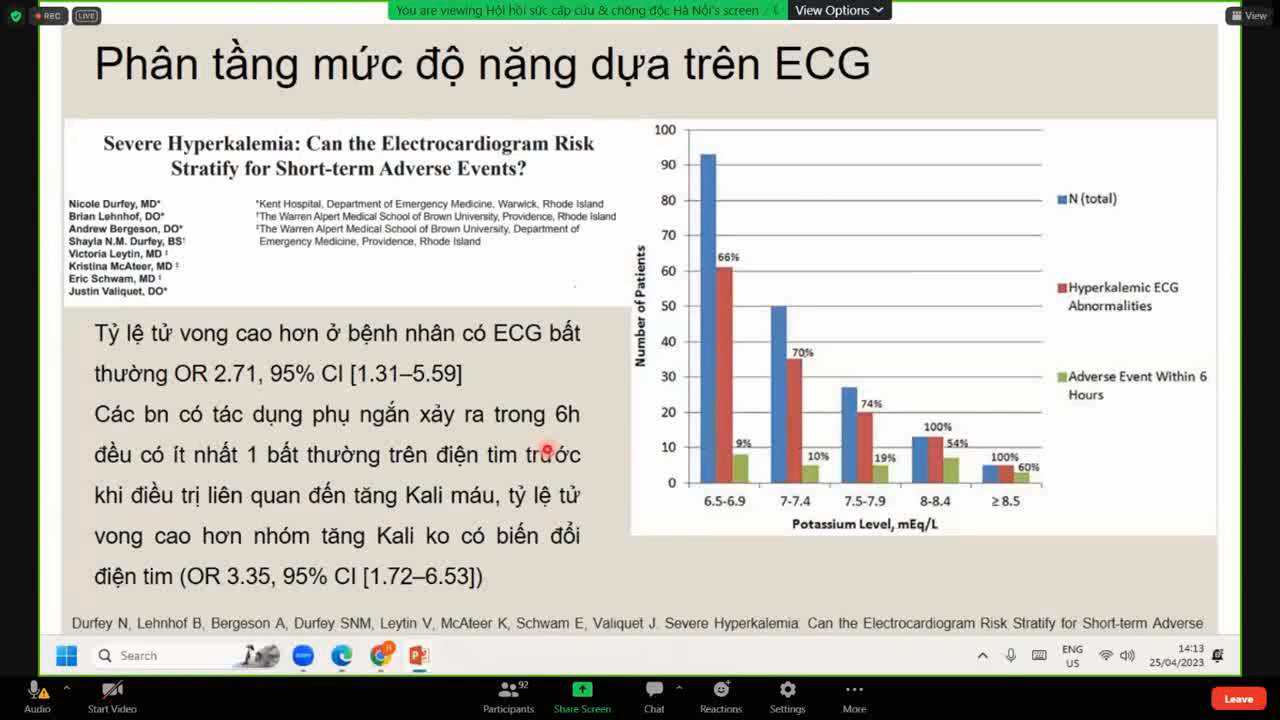 REC
LIVE
You are viewing Hội hồi sức cấp cứu & chống độc Hà Nội's screen
View Options
View
Phân tầng mức độ nặng dựa trên ECG
Severe Hyperkalemia: Can the Electrocardiogram Risk
Stratify for Short-term Adverse Events?
Nicole Durfey, MD*
Brian Lehnhof, DO*
Andrew Bergeson, DO*
Shayla N.M. Durfey, BS†
Victoria Leytin, MD ‡
Kristina McAteer, MD ‡
Eric Schwam, MD ‡
Justin Valiquet, DO*
*Kent Hospital, Department of Emergency Medicine, Warwick, Rhode Island
†The Warren Alpert Medical School of Brown University, Providence, Rhode Island
‡The Warren Alpert Medical School of Brown University, Department of
Emergency Medicine, Providence, Rhode Island
Tỷ lệ tử vong cao hơn ở bệnh nhân có ECG bất
thường OR 2.71, 95% CI [1.31–5.59]
Các bn có tác dụng phụ ngắn xảy ra trong 6h
đều có ít nhất 1 bất thường trên điện tim trước
khi điều trị liên quan đến tăng Kali máu, tỷ lệ tử
vong cao hơn nhóm tăng Kali ko có biến đổi
điện tim (OR 3.35, 95% CI [1.72–6.53])
Number of Patients
100
90
80
70
60
50
40
30
20
10
0
66%
9%
70%
10%
74%
19%
100%
54%
100%
60%
6.5-6.9
7-7.4
7.5-7.9
8-8.4
≥ 8.5
Potassium Level, mEq/L
N (total)
Hyperkalemic ECG
Abnormalities
Adverse Event Within 6
Hours
Durfey N, Lehnhof B, Bergeson A, Durfey SNM, Leytin V, McAteer K, Schwam E, Valiquet J. Severe Hyperkalemia: Can the Electrocardiogram Risk Stratify for Short-term Adverse
Search
ENG
US
14:13
25/04/2023
Audio
Start Video
92
Participants
Share Screen
Chat
Reactions
Settings
More
Leave